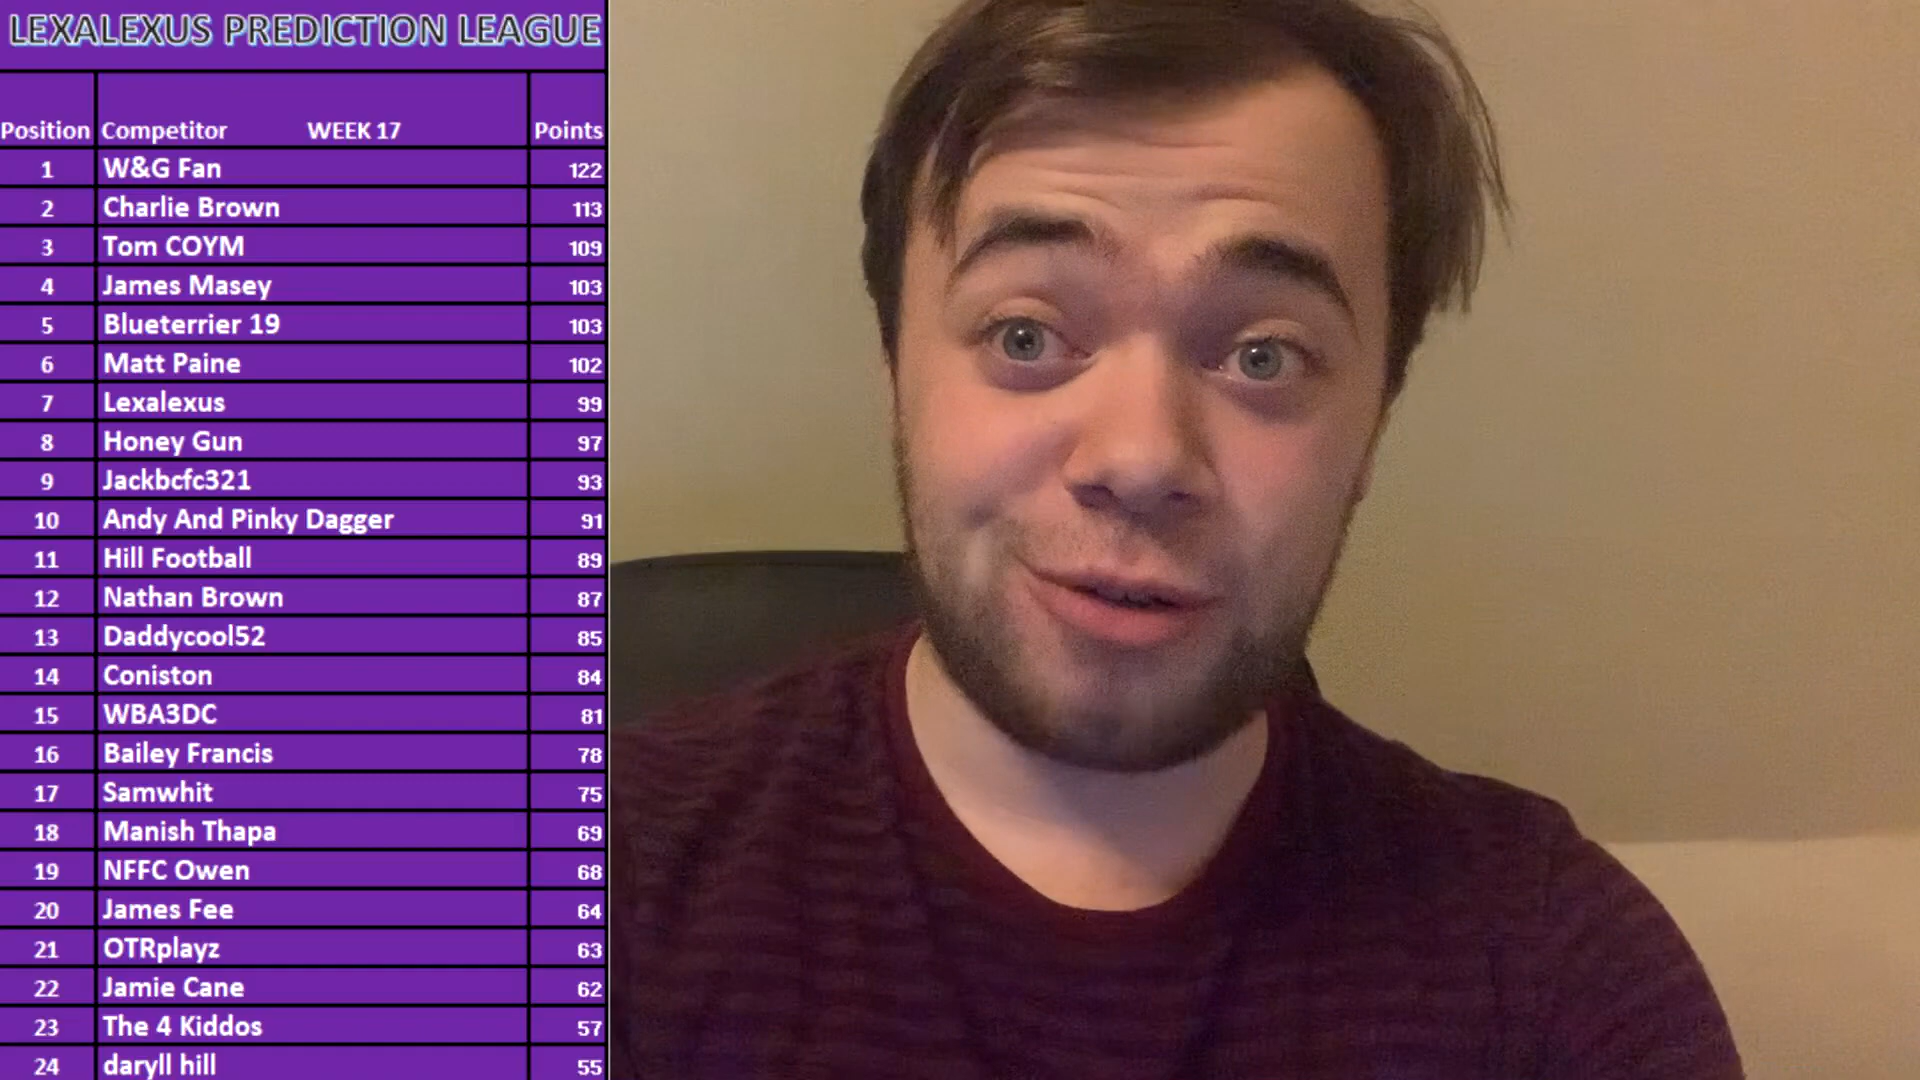 LEXALEXUS PREDICTION LEAGUE
Position Competitor WEEK 17 Points
1 W&G Fan 122
2 Charlie Brown 113
3 Tom COYM 109
4 James Masey 103
5 Blueterrier 19 103
6 Matt Paine 102
7 Lexalexus 99
8 Honey Gun 97
9 Jackbcfc321 93
10 Andy And Pinky Dagger 91
11 Hill Football 89
12 Nathan Brown 87
13 Daddycool52 85
14 Coniston 84
15 WBA3DC 81
16 Bailey Francis 78
17 Samwhit 75
18 Manish Thapa 69
19 NFFC Owen 68
20 James Fee 64
21 OTRplayz 63
22 Jamie Cane 62
23 The 4 Kiddos 57
24 daryll hill 55